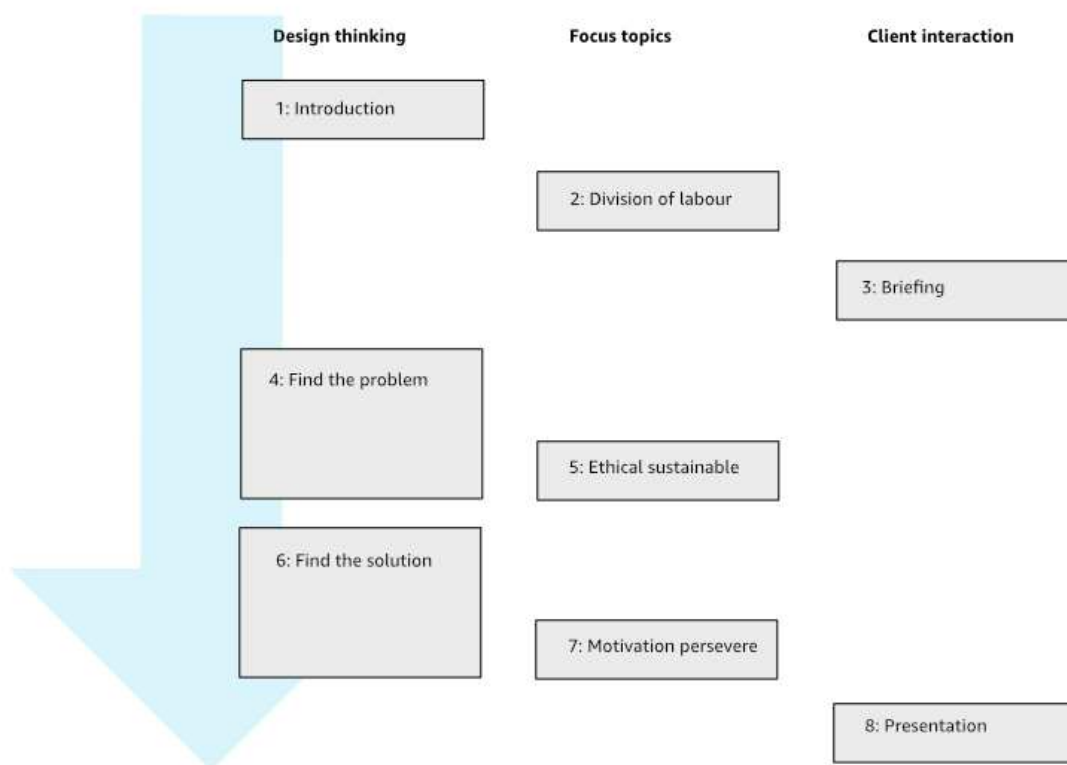 Design thinking
Focus topics
Client interaction
1: Introduction
2: Division of labour
3: Briefing
4: Find the problem
5: Ethical sustainable
6: Find the solution
7: Motivation persevere
8: Presentation